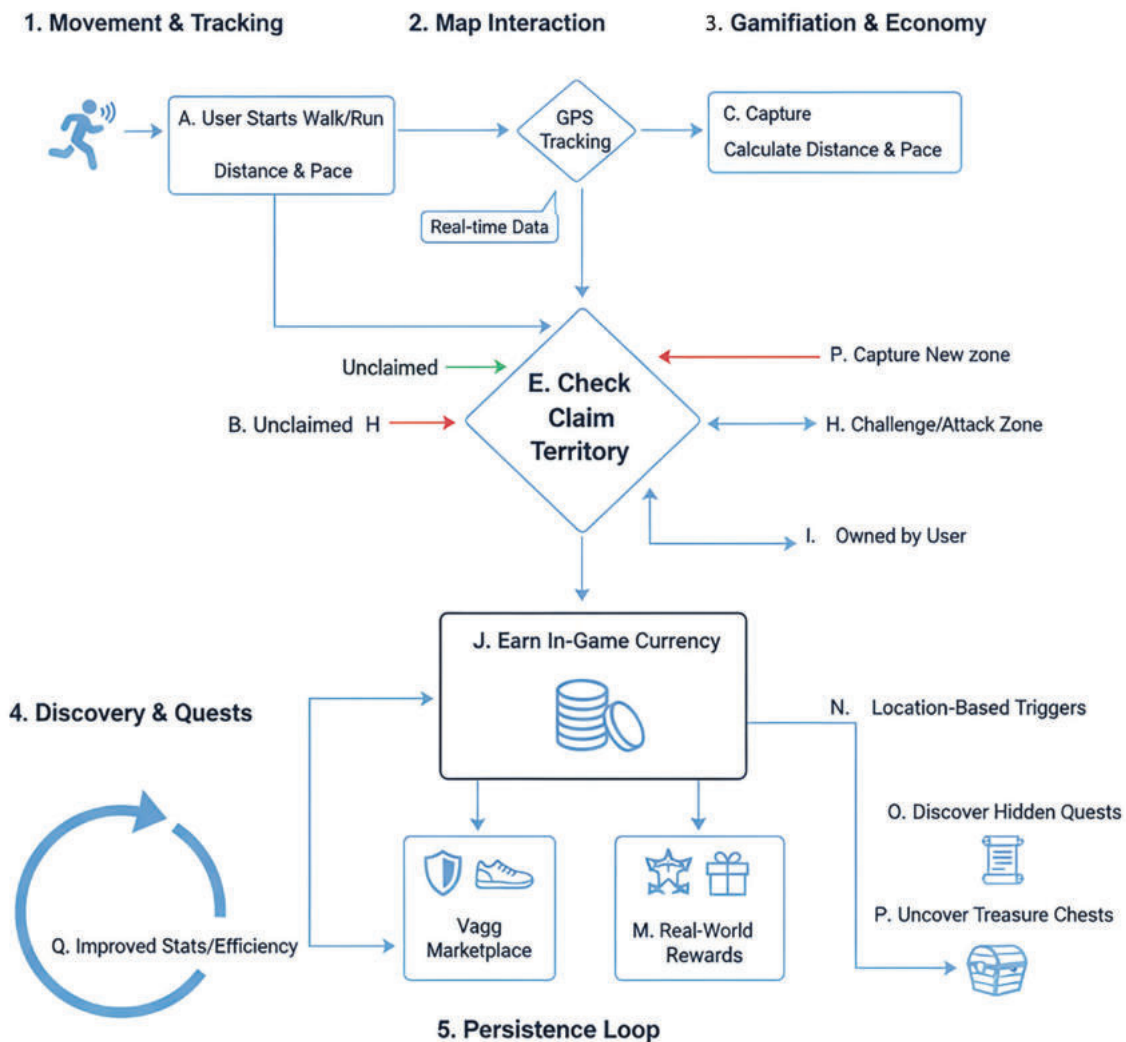 1. Movement & Tracking
2. Map Interaction
3. Gamifiation & Economy
A. User Starts Walk/Run
Distance & Pace
GPS
Tracking
C. Capture
Calculate Distance & Pace
Real-time Data
Unclaimed
B. Unclaimed H
E. Check
Claim
Territory
P. Capture New zone
H. Challenge/Attack Zone
I. Owned by User
J. Earn In-Game Currency
4. Discovery & Quests
N. Location-Based Triggers
O. Discover Hidden Quests
P. Uncover Treasure Chests
Q. Improved Stats/Efficiency
Vagg
Marketplace
M. Real-World
Rewards
5. Persistence Loop